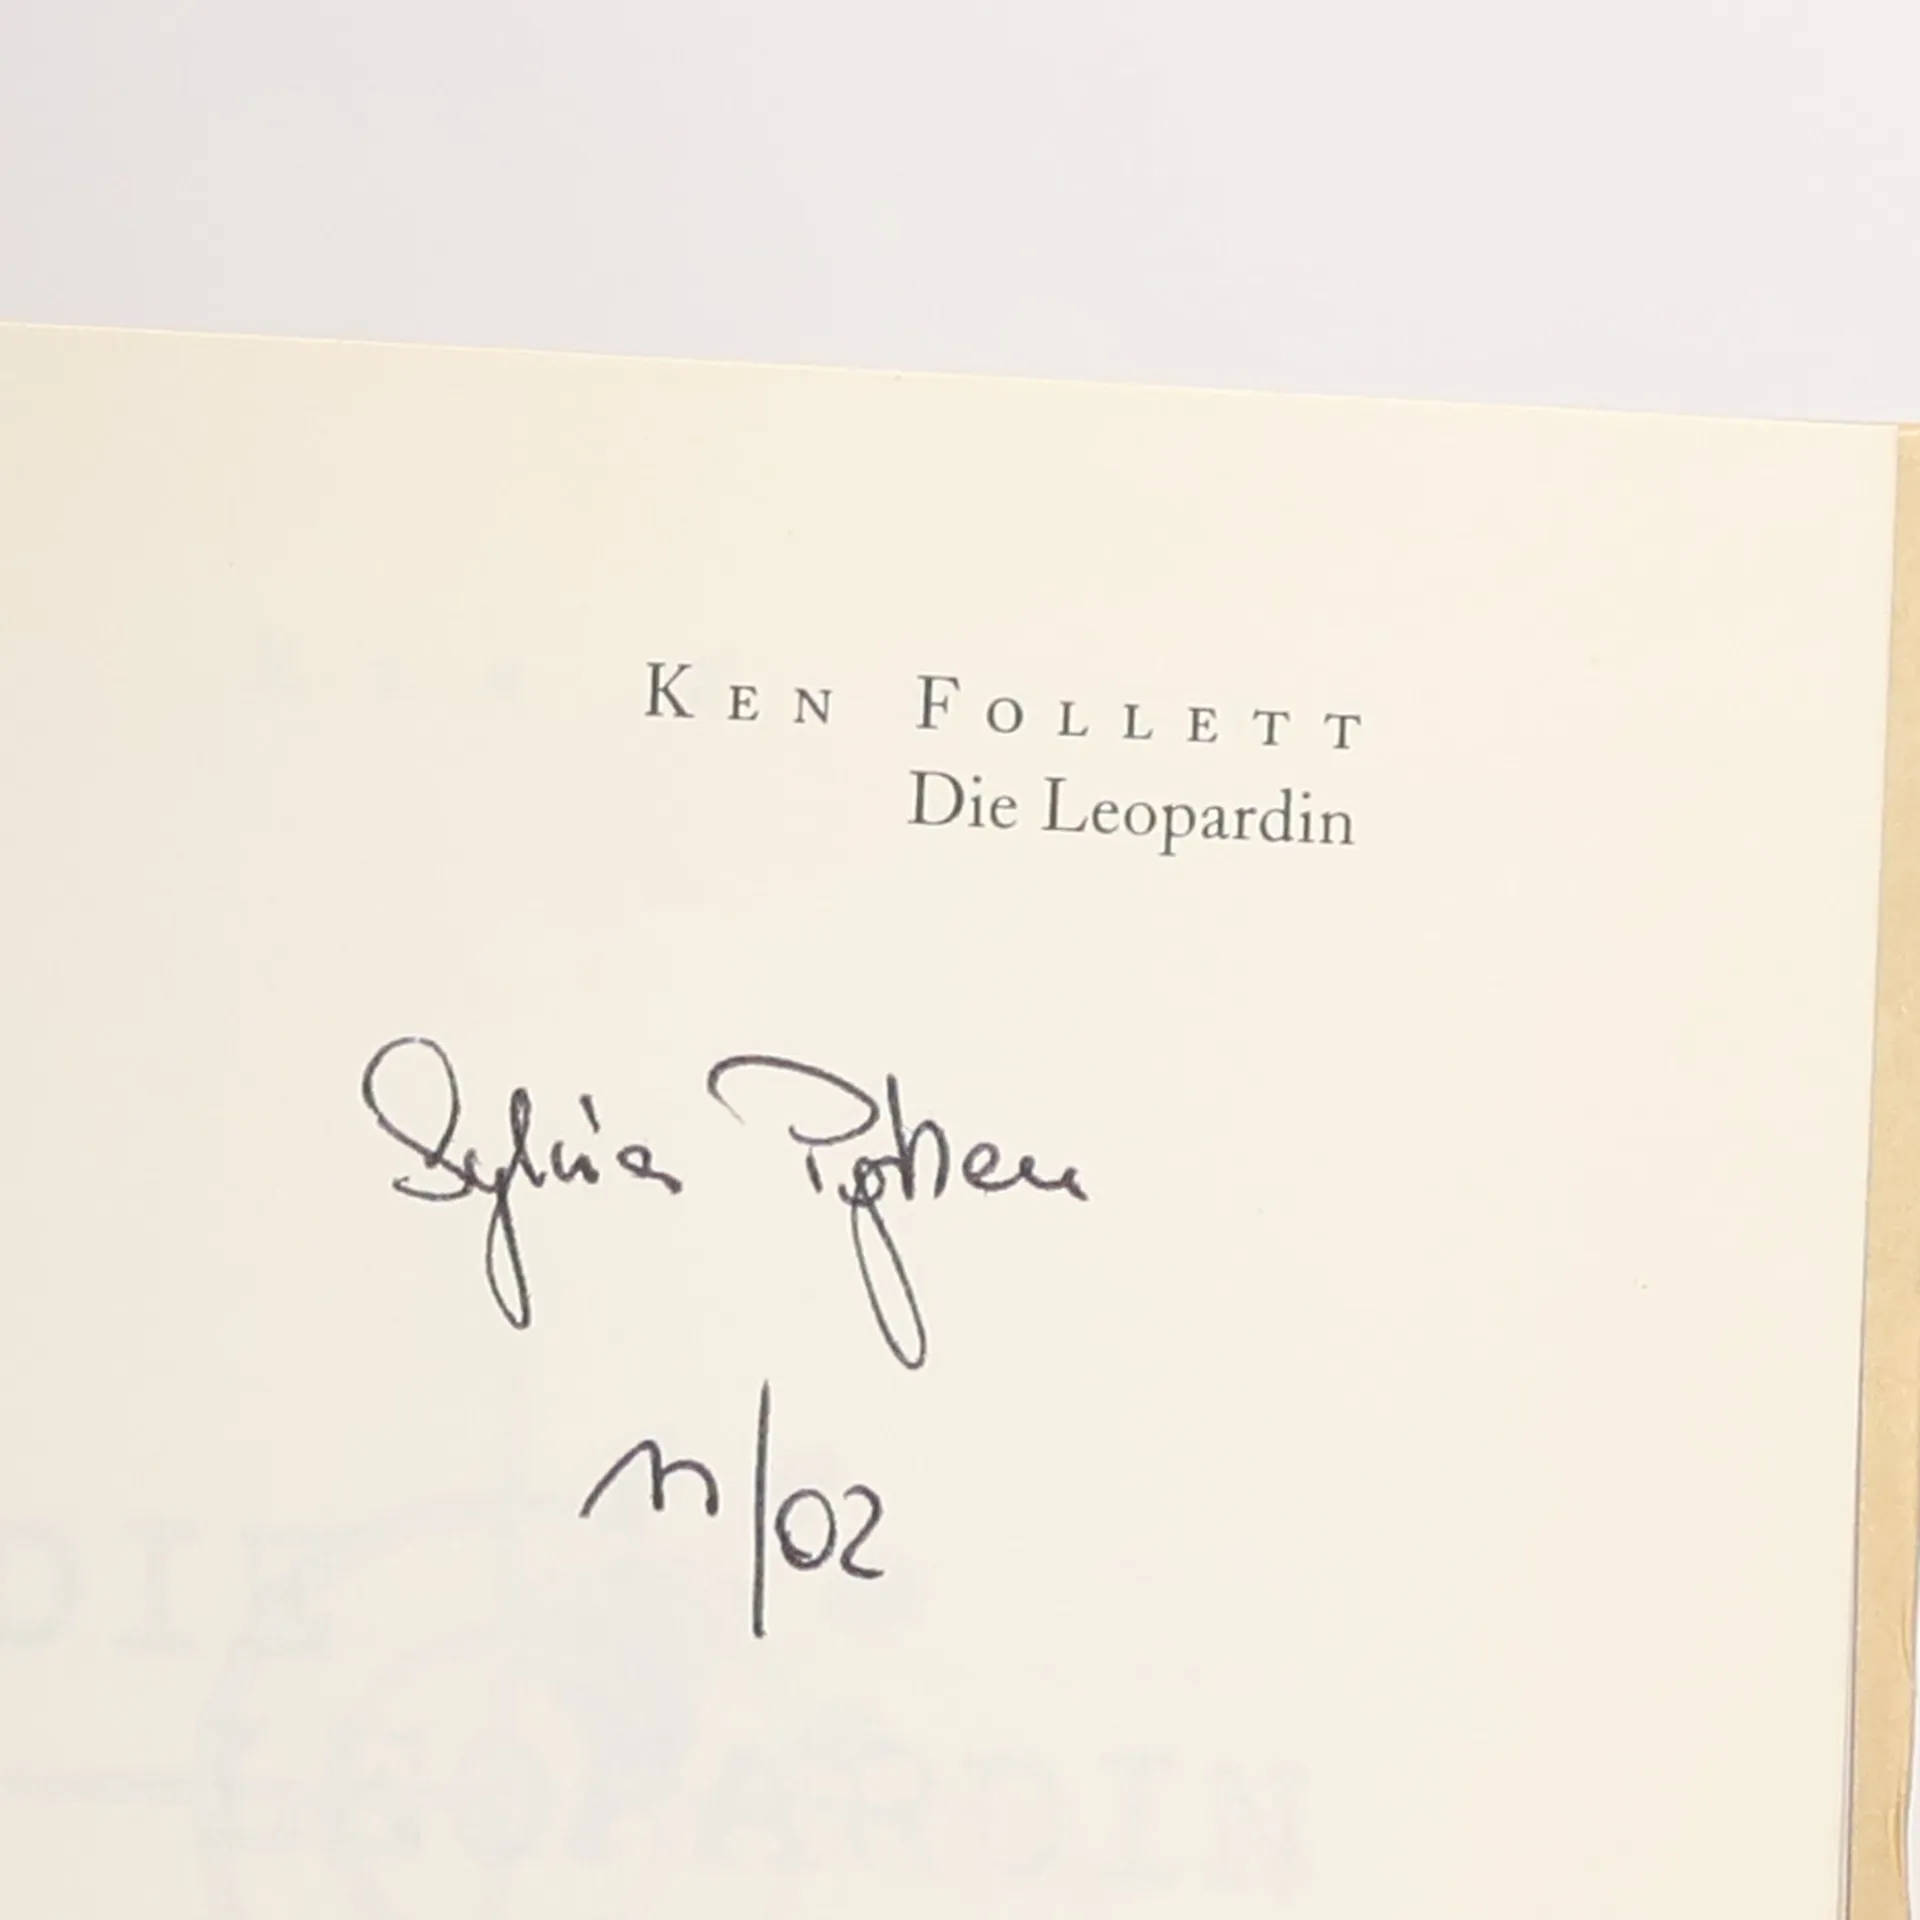 KEN FOLLETT
Die Leopardin
Sylvia
11/02